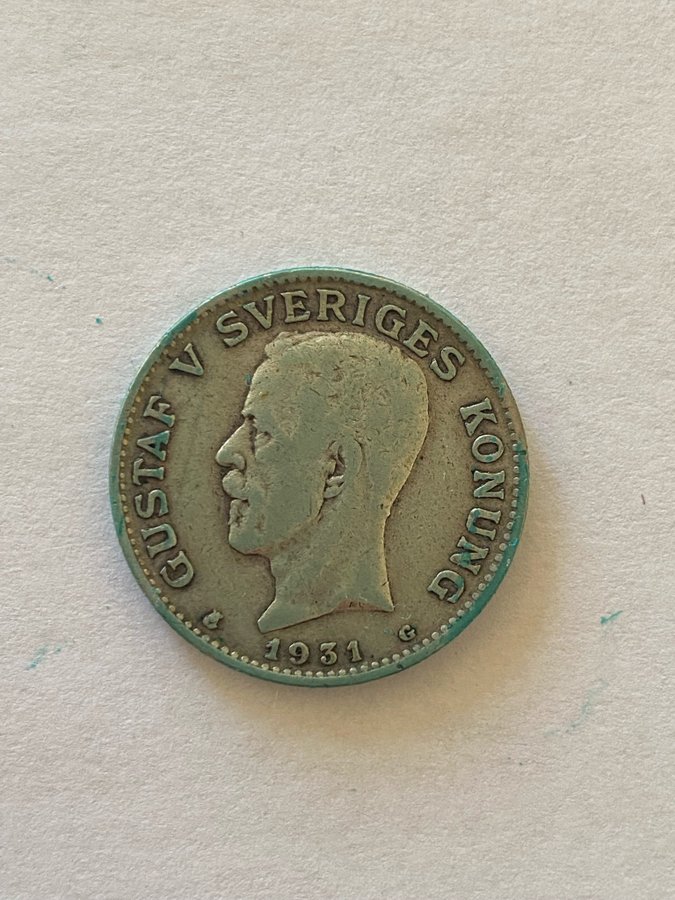 GUSTAF V SVERIGES KONUNG
1931 G